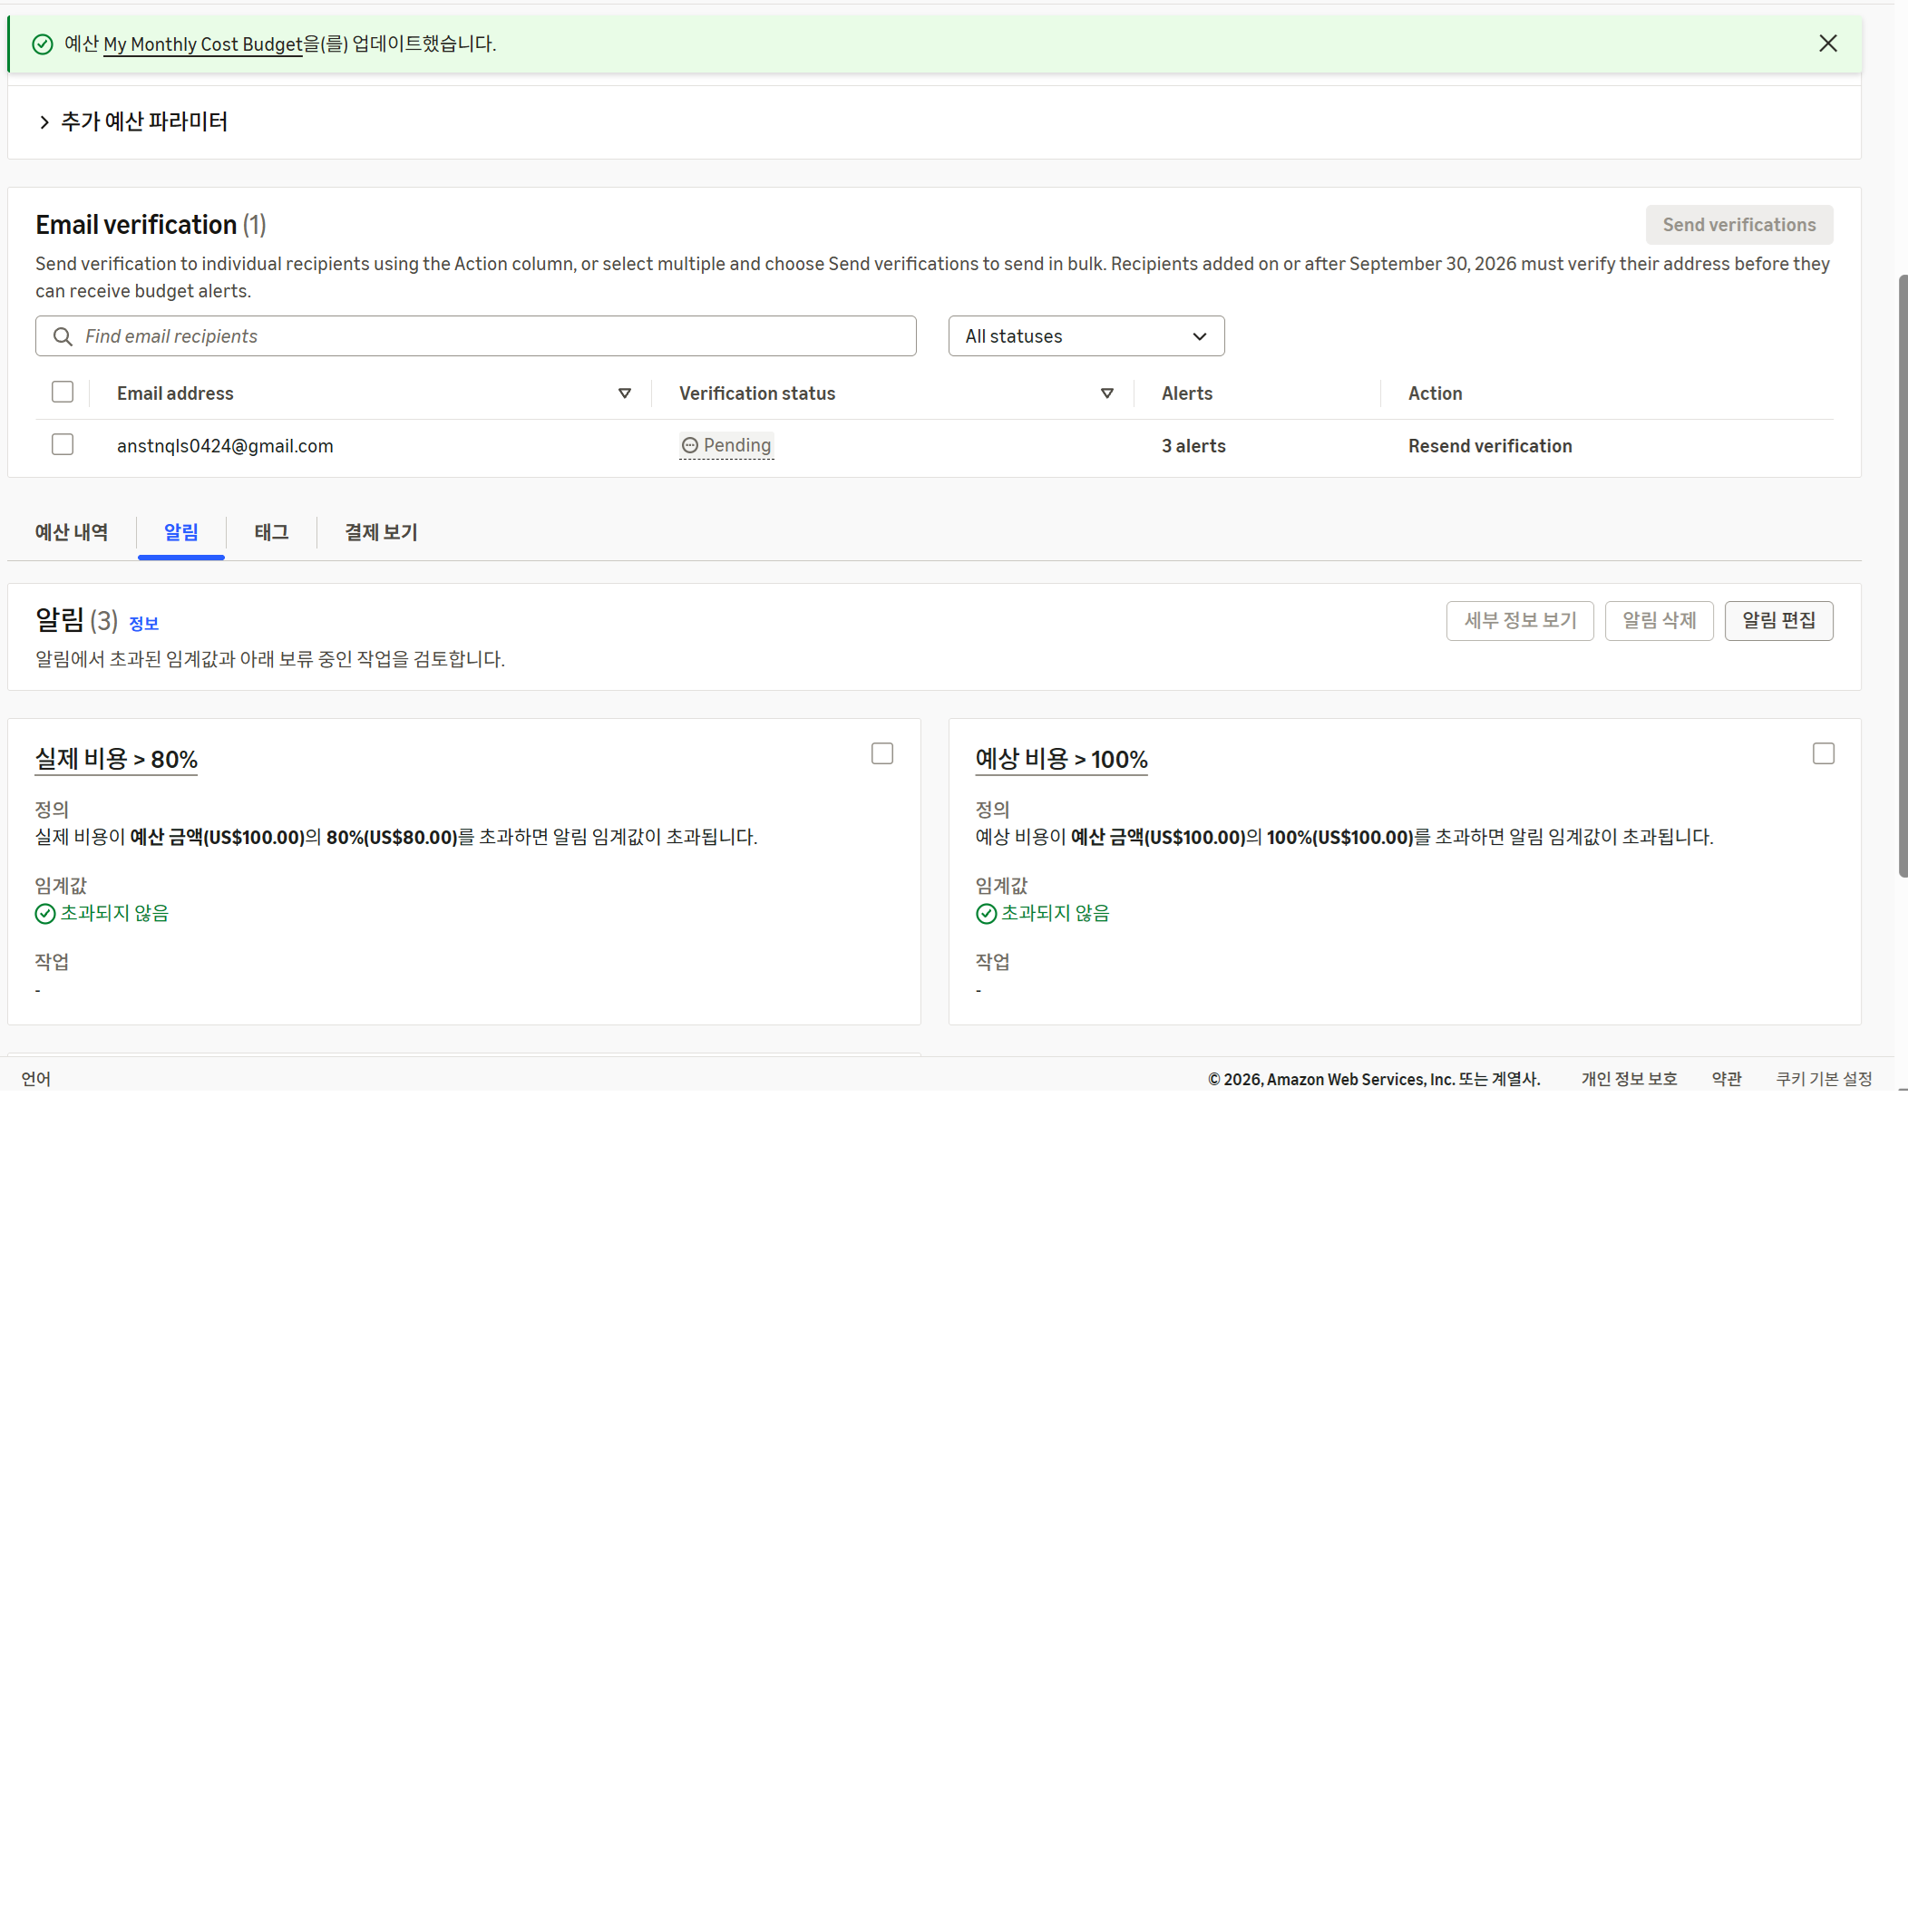 예산 My Monthly Cost Budget을(를) 업데이트했습니다.
추가 예산 파라미터
Email verification (1)
Send verifications
Send verification to individual recipients using the Action column, or select multiple and choose Send verifications to send in bulk. Recipients added on or after September 30, 2026 must verify their address before they
can receive budget alerts.
Find email recipients
All statuses
Email address
Verification status
Alerts
Action
anstnqls0424@gmail.com
Pending
3 alerts
Resend verification
예산 내역
알림
태그
결제 보기
알림 (3) 정보
세부 정보 보기
알림 삭제
알림 편집
알림에서 초과된 임계값과 아래 보류 중인 작업을 검토합니다.
실제 비용 > 80%
정의
실제 비용이 예산 금액(US$100.00)의 80%(US$80.00)를 초과하면 알림 임계값이 초과됩니다.
임계값
초과되지 않음
작업
-
예상 비용 > 100%
정의
예상 비용이 예산 금액(US$100.00)의 100%(US$100.00)를 초과하면 알림 임계값이 초과됩니다.
임계값
초과되지 않음
작업
-
언어
© 2026, Amazon Web Services, Inc. 또는 계열사.
개인 정보 보호
약관
쿠키 기본 설정